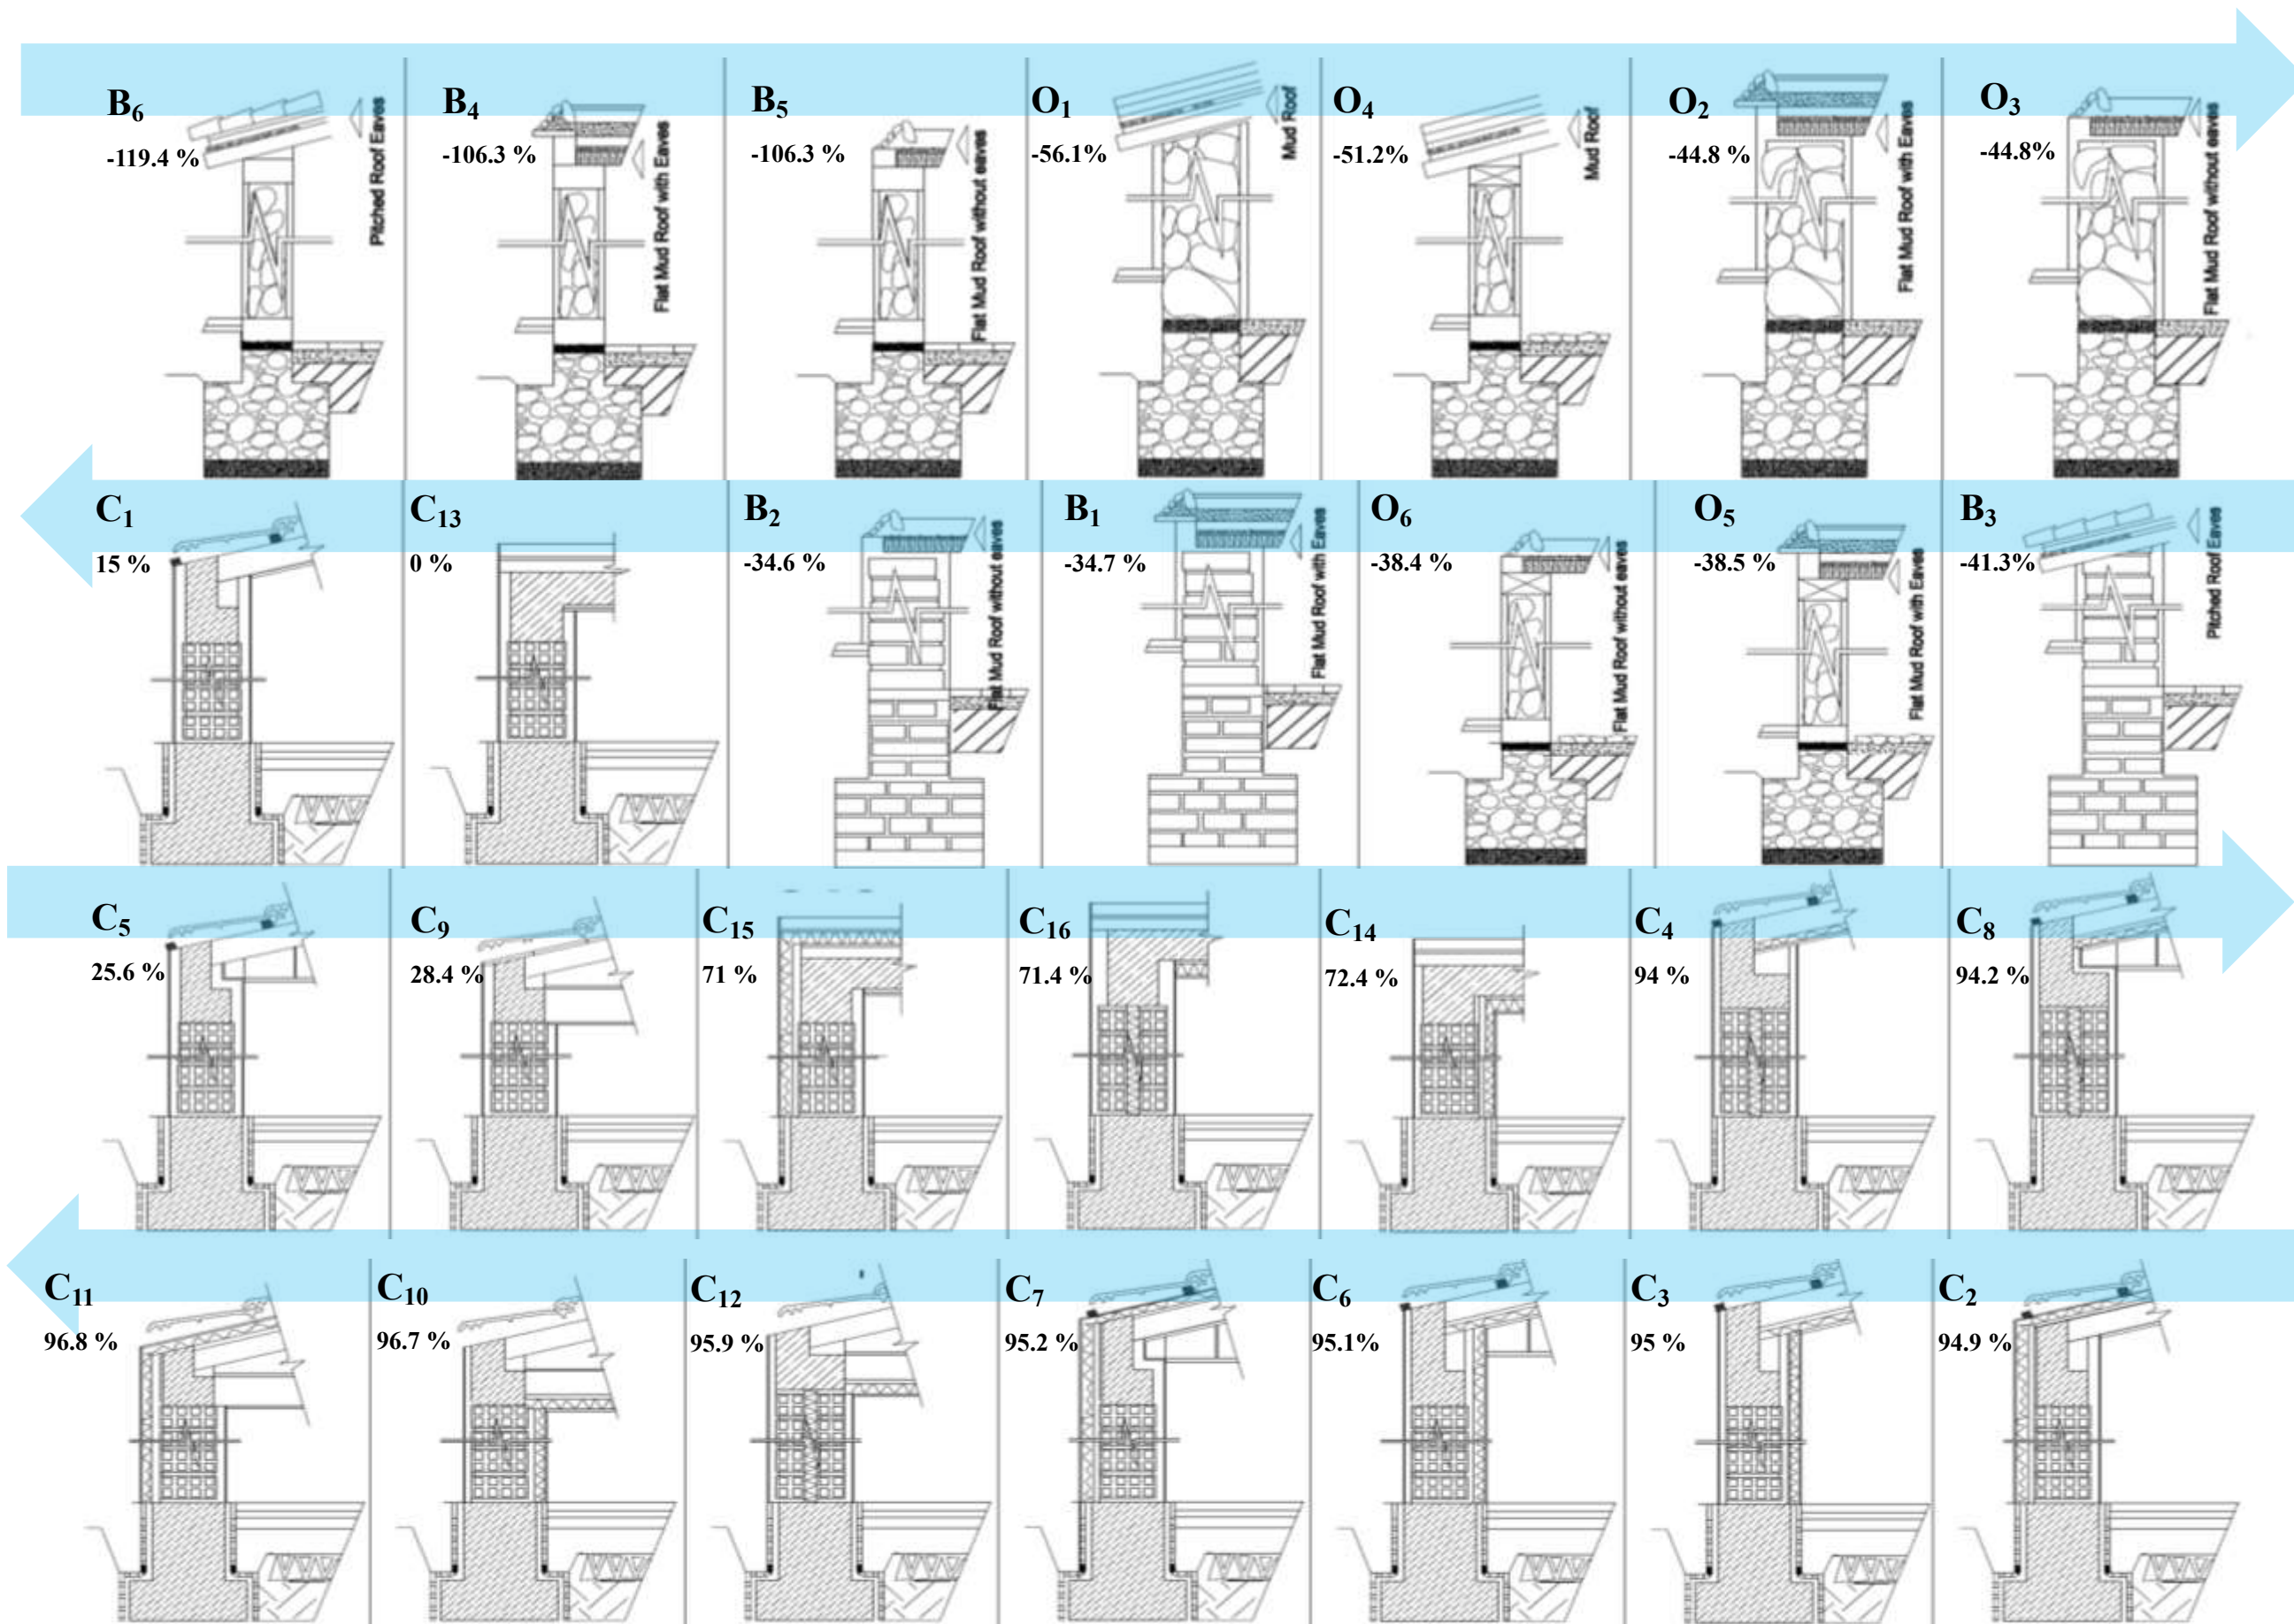 B6
-119.4 %
Pitched Roof Eaves
B4
-106.3 %
Flat Mud Roof with Eaves
B5
-106.3 %
Flat Mud Roof without eaves
O1
-56.1%
Mud Roof
O4
-51.2%
Mud Roof
O2
-44.8 %
Flat Mud Roof with Eaves
O3
-44.8%
Flat Mud Roof without eaves
C1
15 %
C13
0 %
B2
-34.6 %
Flat Mud Roof without eaves
B1
-34.7 %
Flat Mud Roof with Eaves
O6
-38.4 %
Flat Mud Roof without eaves
O5
-38.5 %
Flat Mud Roof with Eaves
B3
-41.3%
Pitched Roof Eaves
C5
25.6 %
C9
28.4 %
C15
71 %
C16
71.4 %
C14
72.4 %
C4
94 %
C8
94.2 %
C11
96.8 %
C10
96.7 %
C12
95.9 %
C7
95.2 %
C6
95.1%
C3
95 %
C2
94.9 %